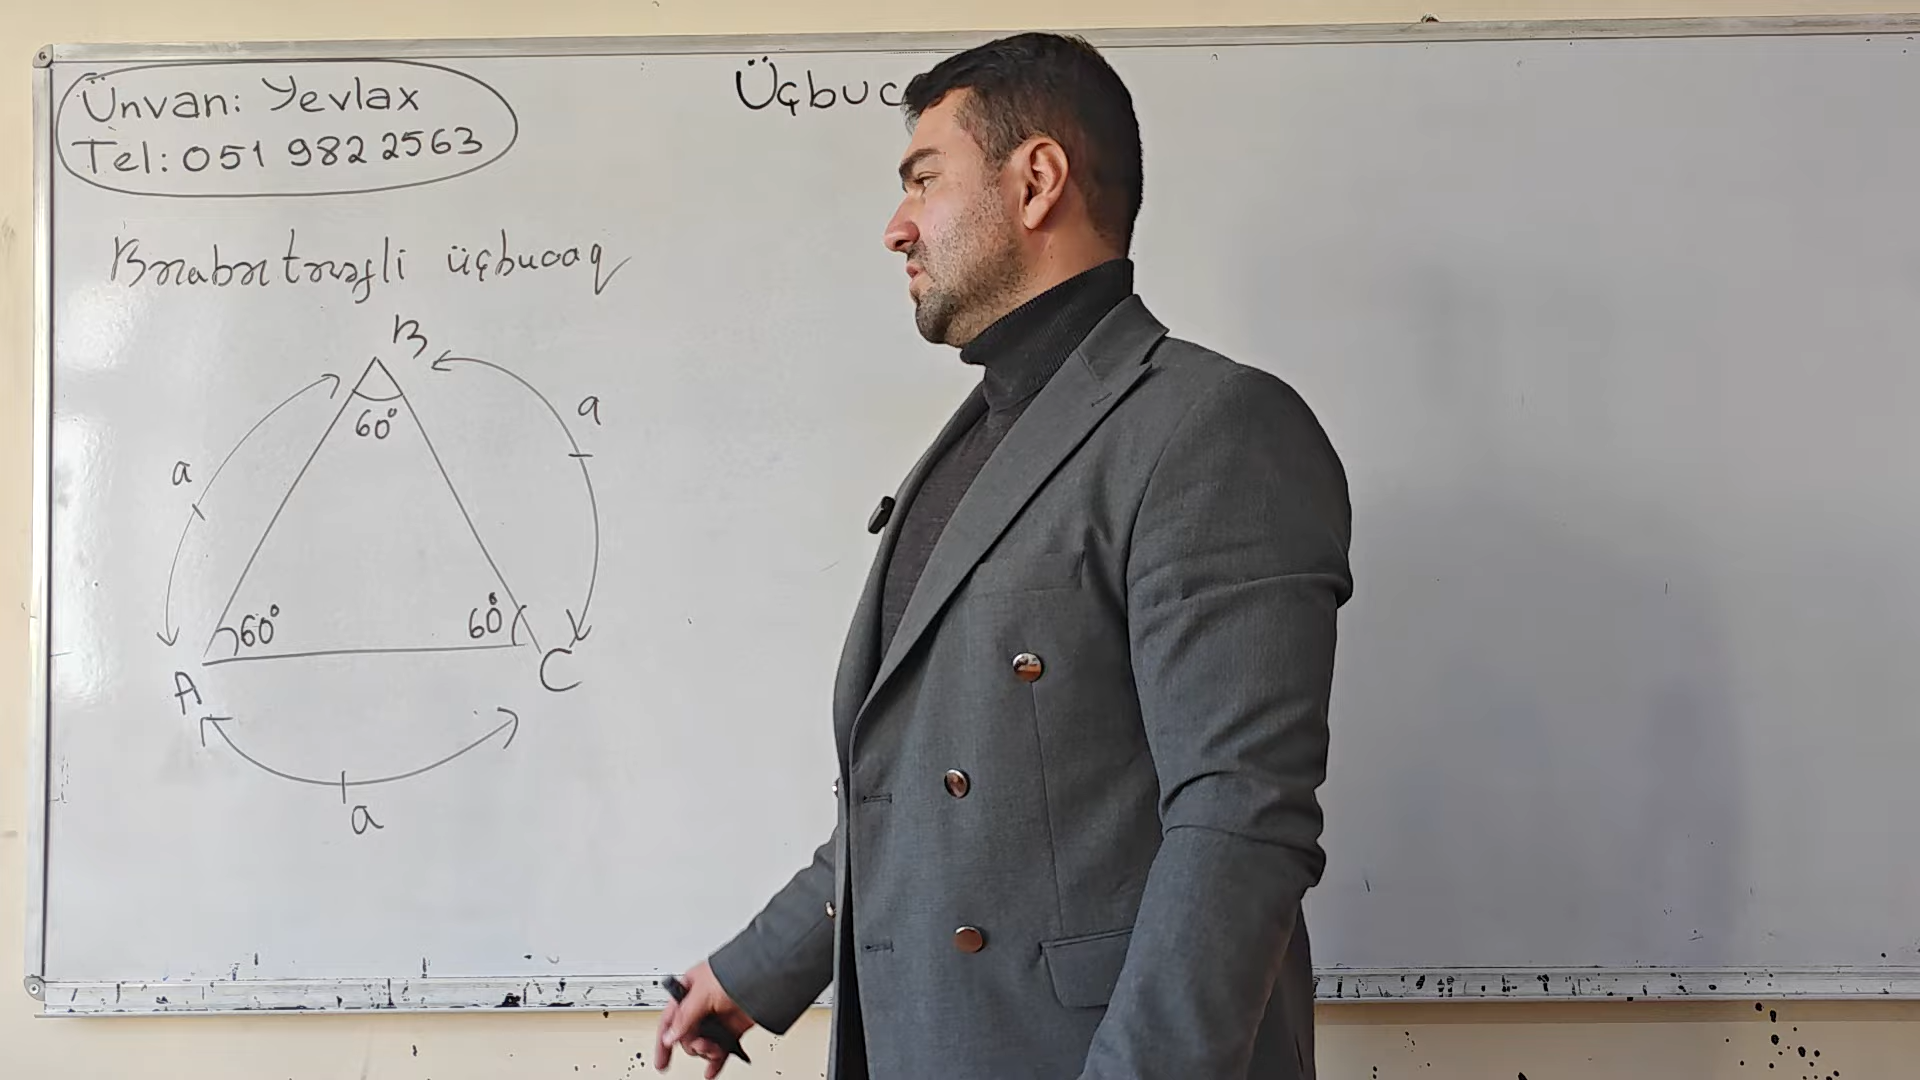 Ünvan: Yevlax
Tel: 051 982 2563
Üçbuc
Bərabərtərəfli üçbucaq
B
60°
a
a
60°
60°
A
C
a